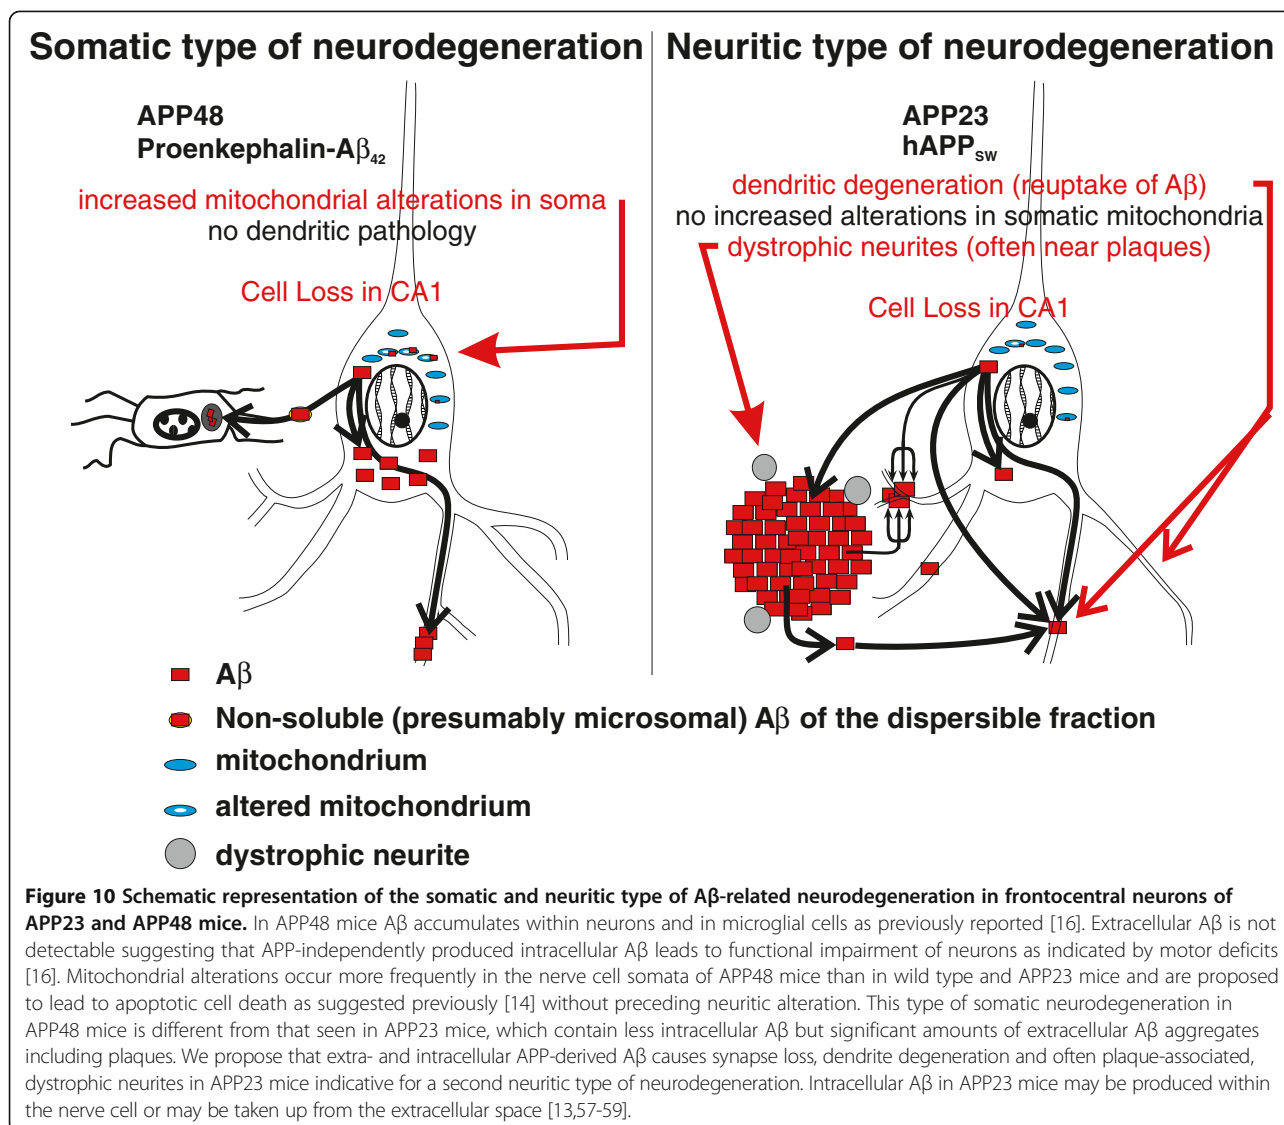 Somatic type of neurodegeneration
APP48
Proenkephalin-Aβ42
increased mitochondrial alterations in soma
no dendritic pathology
Cell Loss in CA1
Neuritic type of neurodegeneration
APP23
hAPPSW
dendritic degeneration (reuptake of Aβ)
no increased alterations in somatic mitochondria
dystrophic neurites (often near plaques)
Cell Loss in CA1
Aβ
Non-soluble (presumably microsomal) Aβ of the dispersible fraction
mitochondrium
altered mitochondrium
dystrophic neurite
Figure 10 Schematic representation of the somatic and neuritic type of Aβ-related neurodegeneration in frontocentral neurons of
APP23 and APP48 mice. In APP48 mice Aβ accumulates within neurons and in microglial cells as previously reported [16]. Extracellular Aβ is not
detectable suggesting that APP-independently produced intracellular Aβ leads to functional impairment of neurons as indicated by motor deficits
[16]. Mitochondrial alterations occur more frequently in the nerve cell somata of APP48 mice than in wild type and APP23 mice and are proposed
to lead to apoptotic cell death as suggested previously [14] without preceding neuritic alteration. This type of somatic neurodegeneration in
APP48 mice is different from that seen in APP23 mice, which contain less intracellular Aβ but significant amounts of extracellular Aβ aggregates
including plaques. We propose that extra- and intracellular APP-derived Aβ causes synapse loss, dendrite degeneration and often plaque-associated,
dystrophic neurites in APP23 mice indicative for a second neuritic type of neurodegeneration. Intracellular Aβ in APP23 mice may be produced within
the nerve cell or may be taken up from the extracellular space [13,57-59].